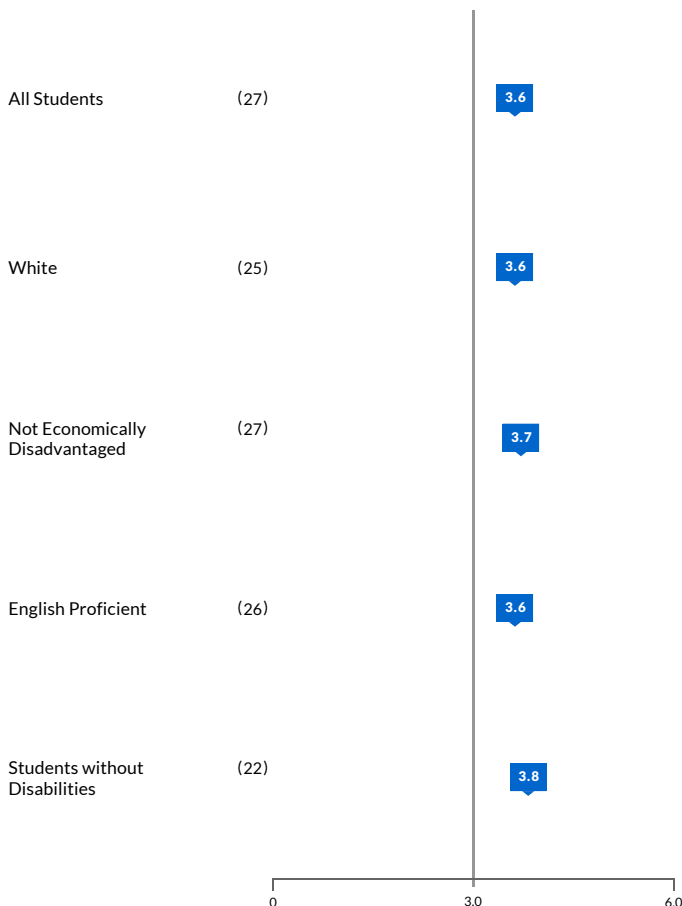 All Students (27) 3.6
White (25) 3.6
Not Economically (27) 3.7
Disadvantaged
English Proficient (26) 3.6
Students without (22) 3.8
Disabilities
0 3.0 6.0